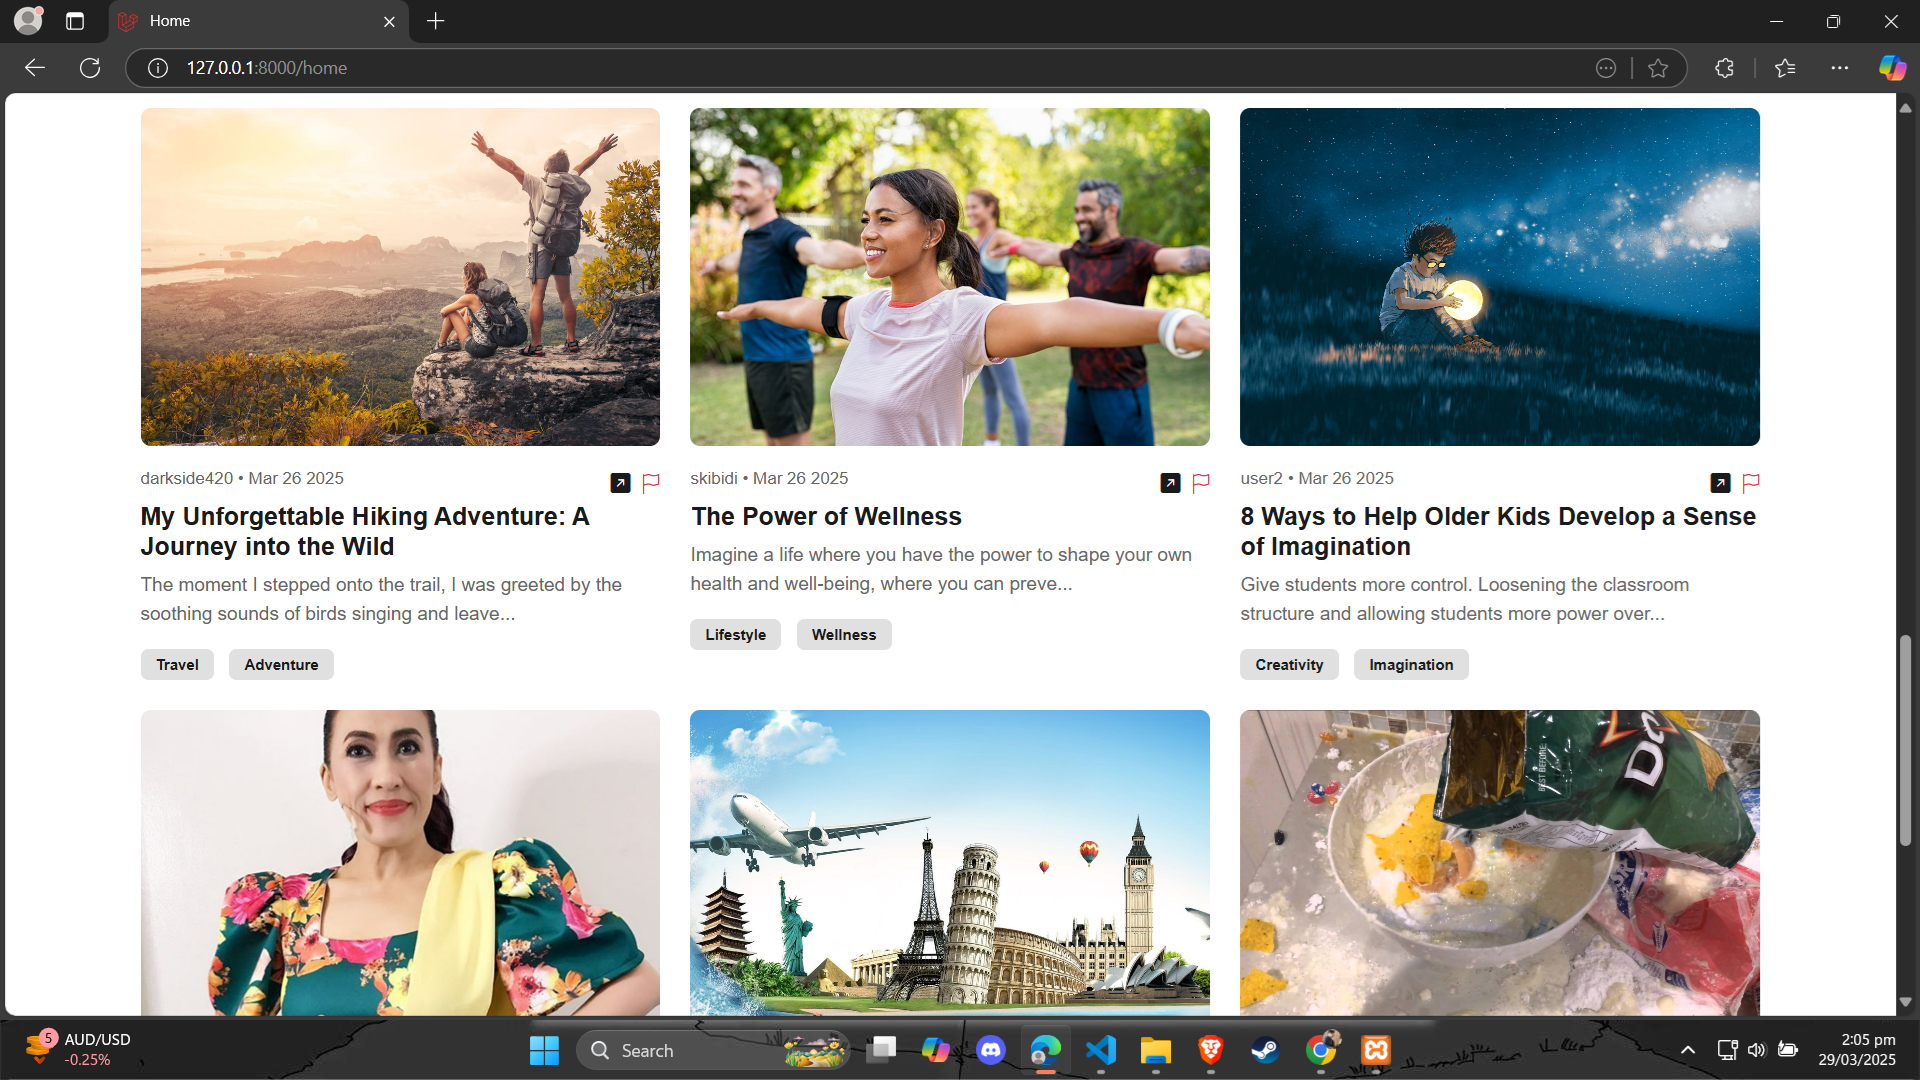 Home
127.0.0.1:8000/home
darkside420 • Mar 26 2025
My Unforgettable Hiking Adventure: A
Journey into the Wild
The moment I stepped onto the trail, I was greeted by the
soothing sounds of birds singing and leave...
Travel
Adventure
skibidi • Mar 26 2025
The Power of Wellness
Imagine a life where you have the power to shape your own
health and well-being, where you can preve...
Lifestyle
Wellness
user2 • Mar 26 2025
8 Ways to Help Older Kids Develop a Sense
of Imagination
Give students more control. Loosening the classroom
structure and allowing students more power over...
Creativity
Imagination
BEST BEFORE
5
AUD/USD
-0.25%
Search
2:05 pm
29/03/2025